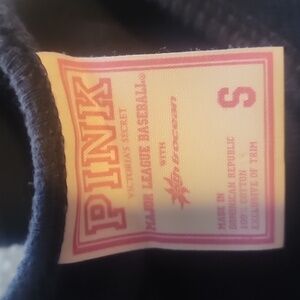 PINK
VICTORIA'S SECRET
MAJOR LEAGUE BASEBALL®
WITH
S
MADE IN
DOMINICAN REPUBLIC
100% COTTON
EXCLUSIVE OF TRIM